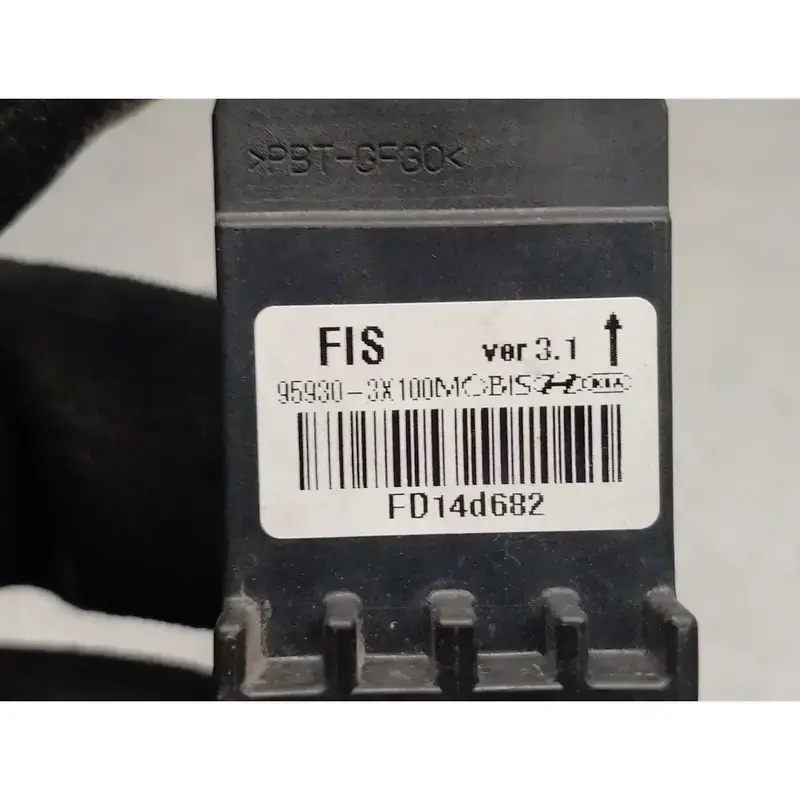 >PBT-GF30<
FIS ver 3.1
95930-3X100MOBIS KIA
FD14d682